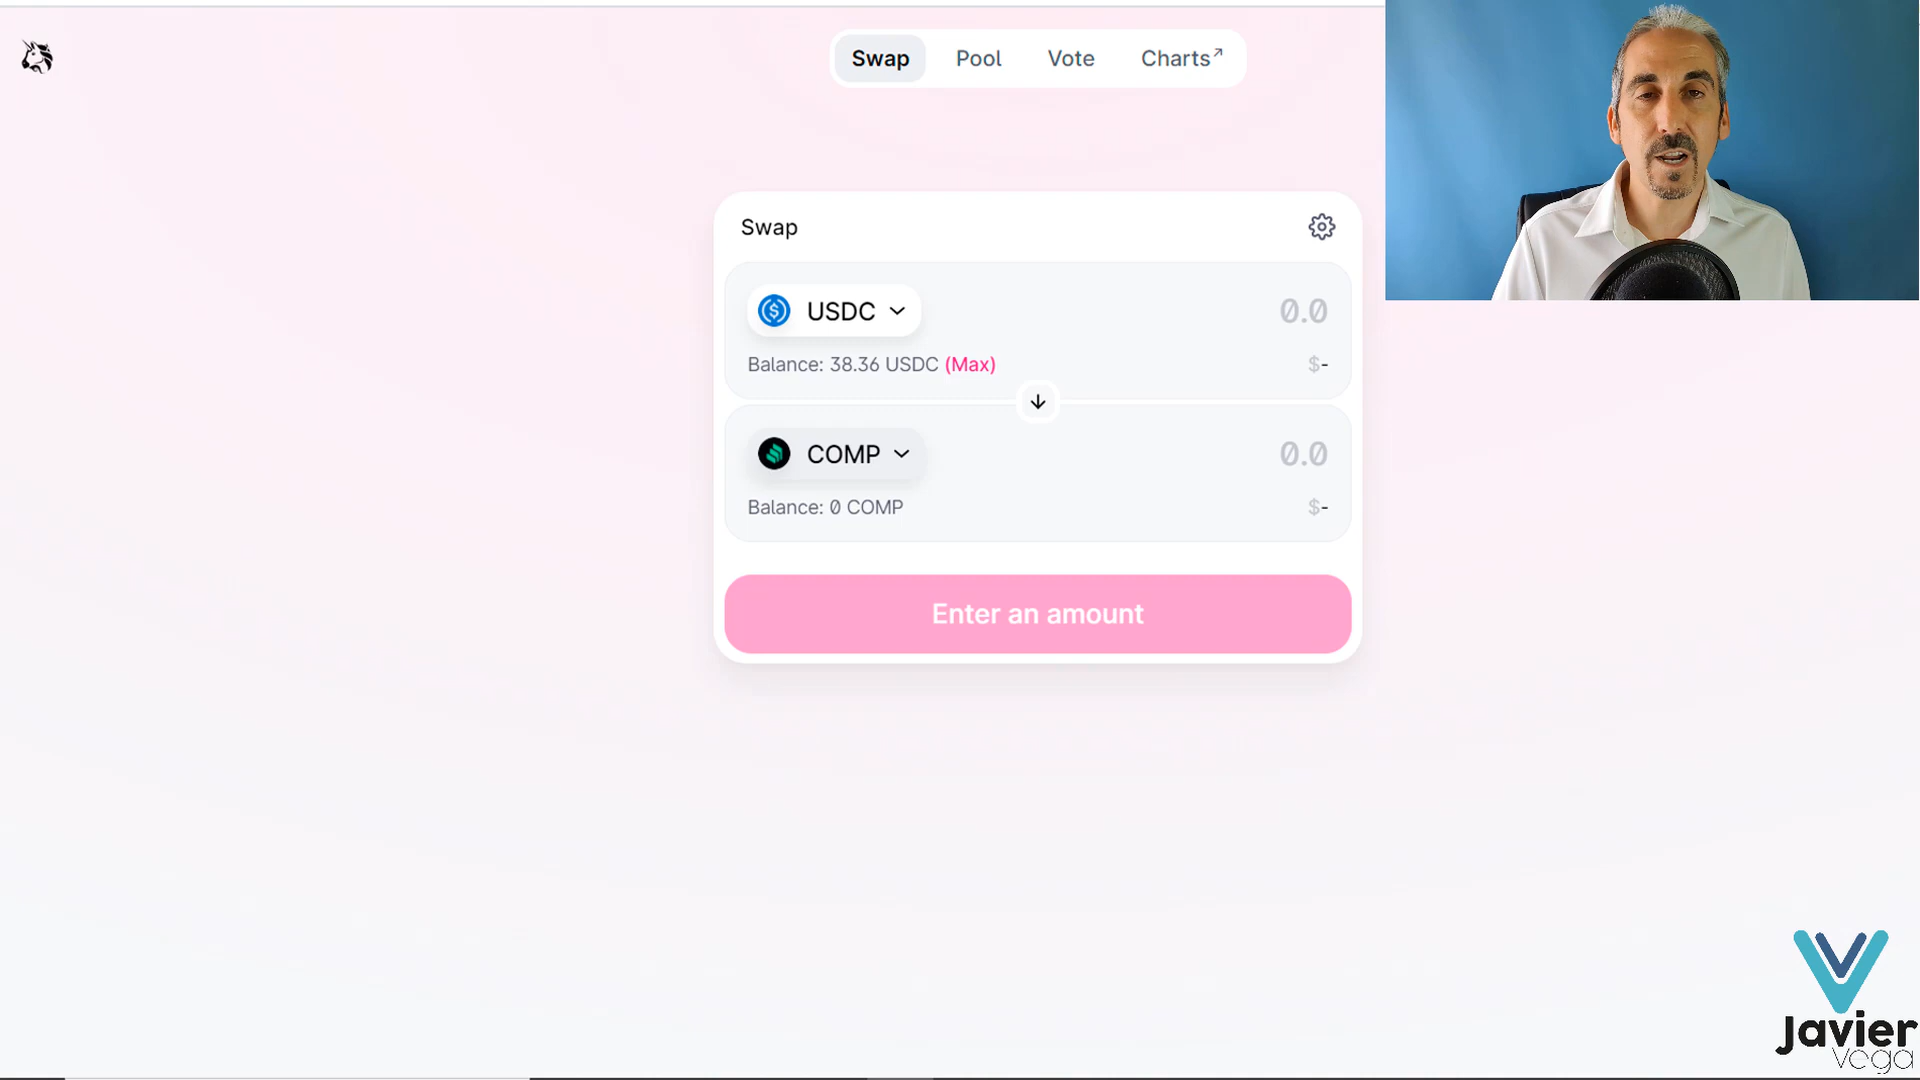 Swap Pool Vote Charts↗
Swap
USDC 0.0
Balance: 38.36 USDC (Max) $-
COMP 0.0
Balance: 0 COMP $-
Enter an amount
Javier
vega